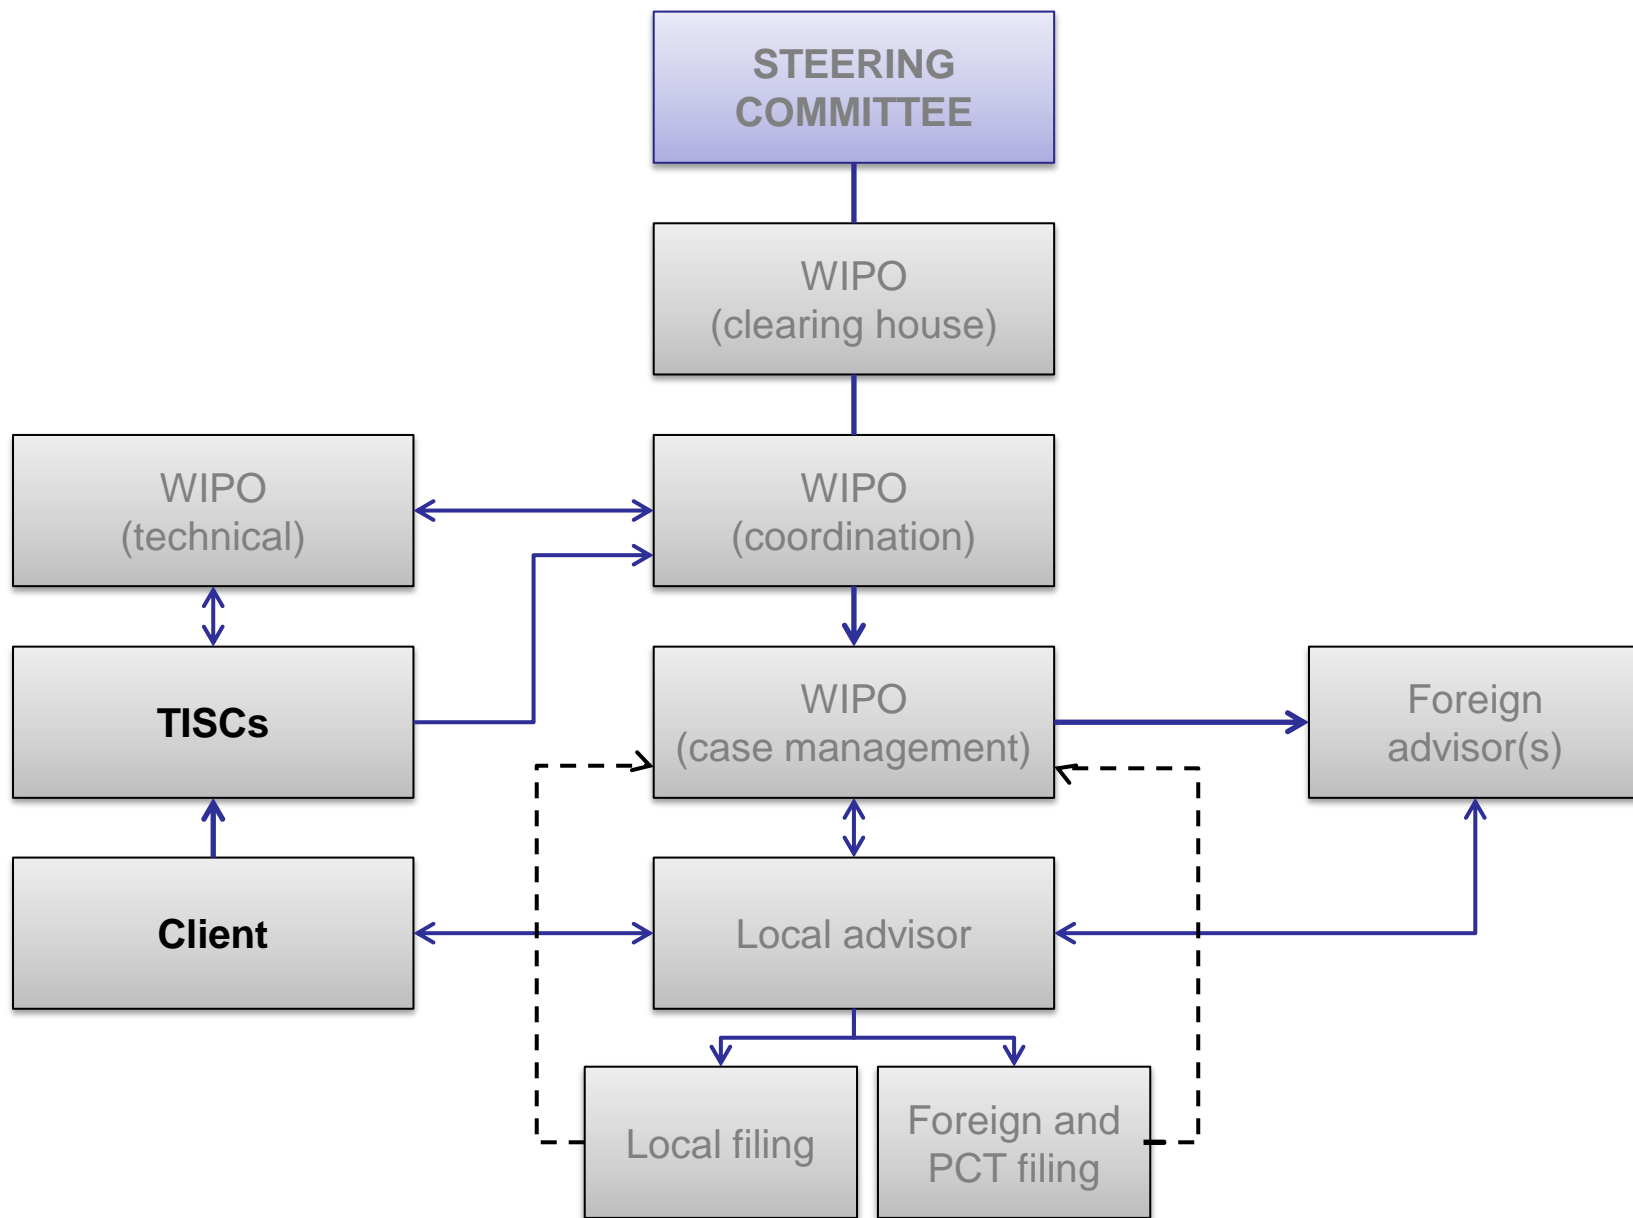 STEERING
COMMITTEE
WIPO
(clearing house)
WIPO
(technical)
WIPO
(coordination)
TISCs
WIPO
(case management)
Foreign
advisor(s)
Client
Local advisor
Local filing
Foreign and
PCT filing